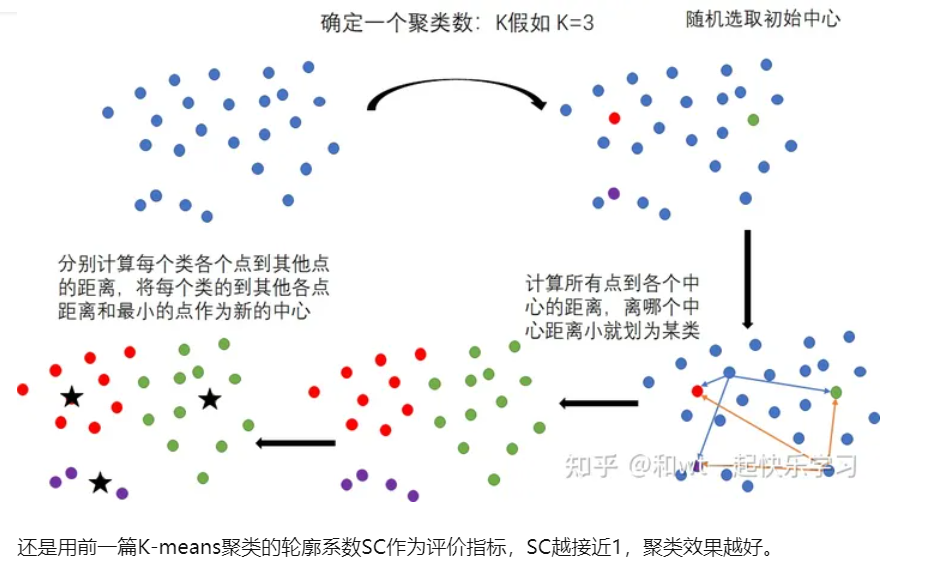 确定一个聚类数：K假如 K=3
随机选取初始中心
计算所有点到各个中
心的距离，离哪个中
心距离小就划为某类
分别计算每个类各个点到其他点
的距离，将每个类的到其他各点
距离和最小的点作为新的中心
知乎 @和wt一起快乐学习
还是用前一篇K-means聚类的轮廓系数SC作为评价指标，SC越接近1，聚类效果越好。